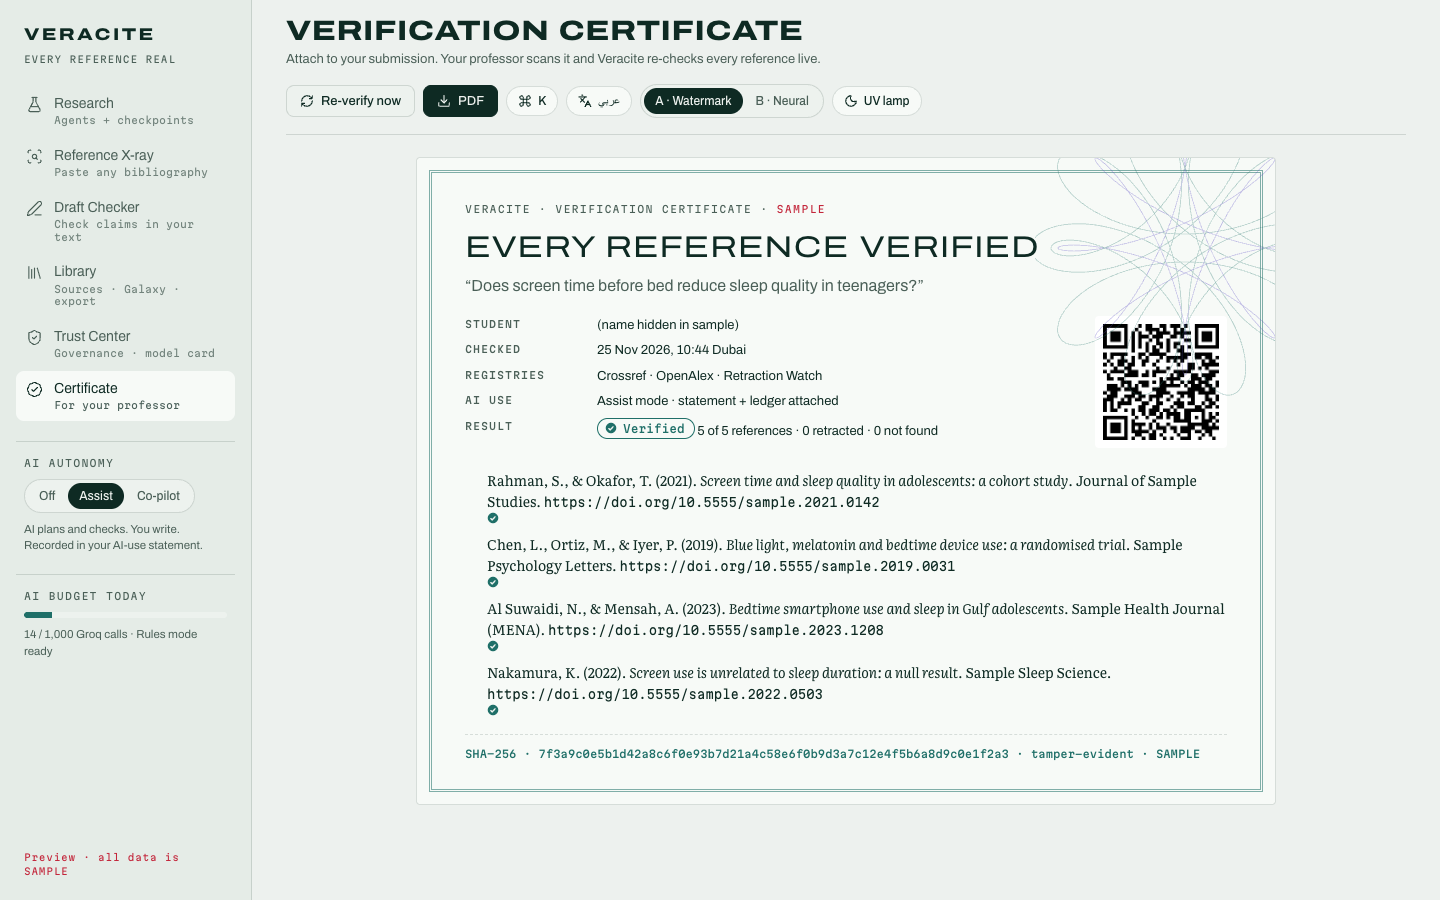 VERACITE
EVERY REFERENCE REAL
Research
Agents + checkpoints
Reference X-ray
Paste any bibliography
Draft Checker
Check claims in your
text
Library
Sources · Galaxy ·
export
Trust Center
Governance · model card
Certificate
For your professor
AI AUTONOMY
Off Assist Co-pilot
AI plans and checks. You write.
Recorded in your AI-use statement.
AI BUDGET TODAY
14 / 1,000 Groq calls · Rules mode
ready
Preview · all data is
SAMPLE
VERIFICATION CERTIFICATE
Attach to your submission. Your professor scans it and Veracite re-checks every reference live.
Re-verify now PDF ⌘ K عربي A · Watermark B · Neural UV lamp
VERACITE · VERIFICATION CERTIFICATE · SAMPLE
EVERY REFERENCE VERIFIED
“Does screen time before bed reduce sleep quality in teenagers?”
STUDENT (name hidden in sample)
CHECKED 25 Nov 2026, 10:44 Dubai
REGISTRIES Crossref · OpenAlex · Retraction Watch
AI USE Assist mode · statement + ledger attached
RESULT Verified 5 of 5 references · 0 retracted · 0 not found
Rahman, S., & Okafor, T. (2021). Screen time and sleep quality in adolescents: a cohort study. Journal of Sample
Studies. https://doi.org/10.5555/sample.2021.0142
Chen, L., Ortiz, M., & Iyer, P. (2019). Blue light, melatonin and bedtime device use: a randomised trial. Sample
Psychology Letters. https://doi.org/10.5555/sample.2019.0031
Al Suwaidi, N., & Mensah, A. (2023). Bedtime smartphone use and sleep in Gulf adolescents. Sample Health Journal
(MENA). https://doi.org/10.5555/sample.2023.1208
Nakamura, K. (2022). Screen use is unrelated to sleep duration: a null result. Sample Sleep Science.
https://doi.org/10.5555/sample.2022.0503
SHA-256 · 7f3a9c0e5b1d42a8c6f0e93b7d21a4c58e6f0b9d3a7c12e4f5b6a8d9c0e1f2a3 · tamper-evident · SAMPLE